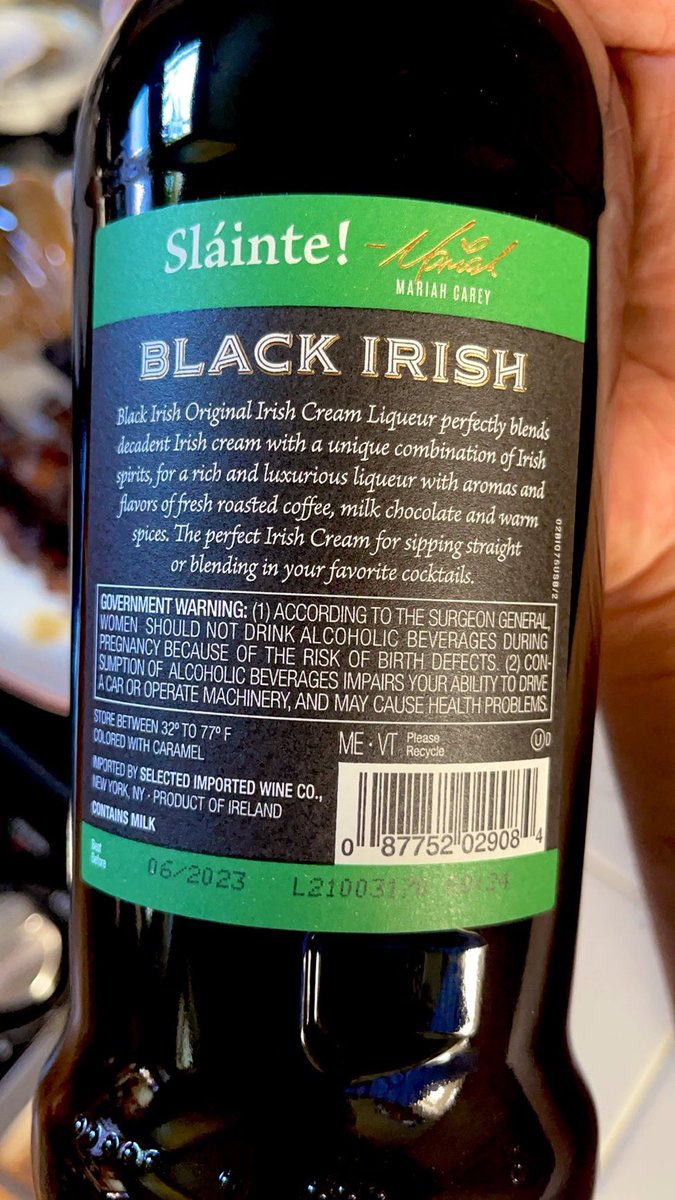 Sláinte! -Mariah
MARIAH CAREY
BLACK IRISH
Black Irish Original Irish Cream Liqueur perfectly blends
decadent Irish cream with a unique combination of Irish
spirits, for a rich and luxurious liqueur with aromas and
flavors of fresh roasted coffee, milk chocolate and warm
spices. The perfect Irish Cream for sipping straight
or blending in your favorite cocktails.
02BI075USB/2
GOVERNMENT WARNING: (1) ACCORDING TO THE SURGEON GENERAL,
WOMEN SHOULD NOT DRINK ALCOHOLIC BEVERAGES DURING
PREGNANCY BECAUSE OF THE RISK OF BIRTH DEFECTS. (2) CON-
SUMPTION OF ALCOHOLIC BEVERAGES IMPAIRS YOUR ABILITY TO DRIVE
A CAR OR OPERATE MACHINERY, AND MAY CAUSE HEALTH PROBLEMS.
STORE BETWEEN 32º TO 77º F
COLORED WITH CARAMEL
IMPORTED BY SELECTED IMPORTED WINE CO.,
NEW YORK, NY · PRODUCT OF IRELAND
CONTAINS MILK
ME · VT
Please
Recycle
UD
0 87752 02908 4
Best
Before
06/2023